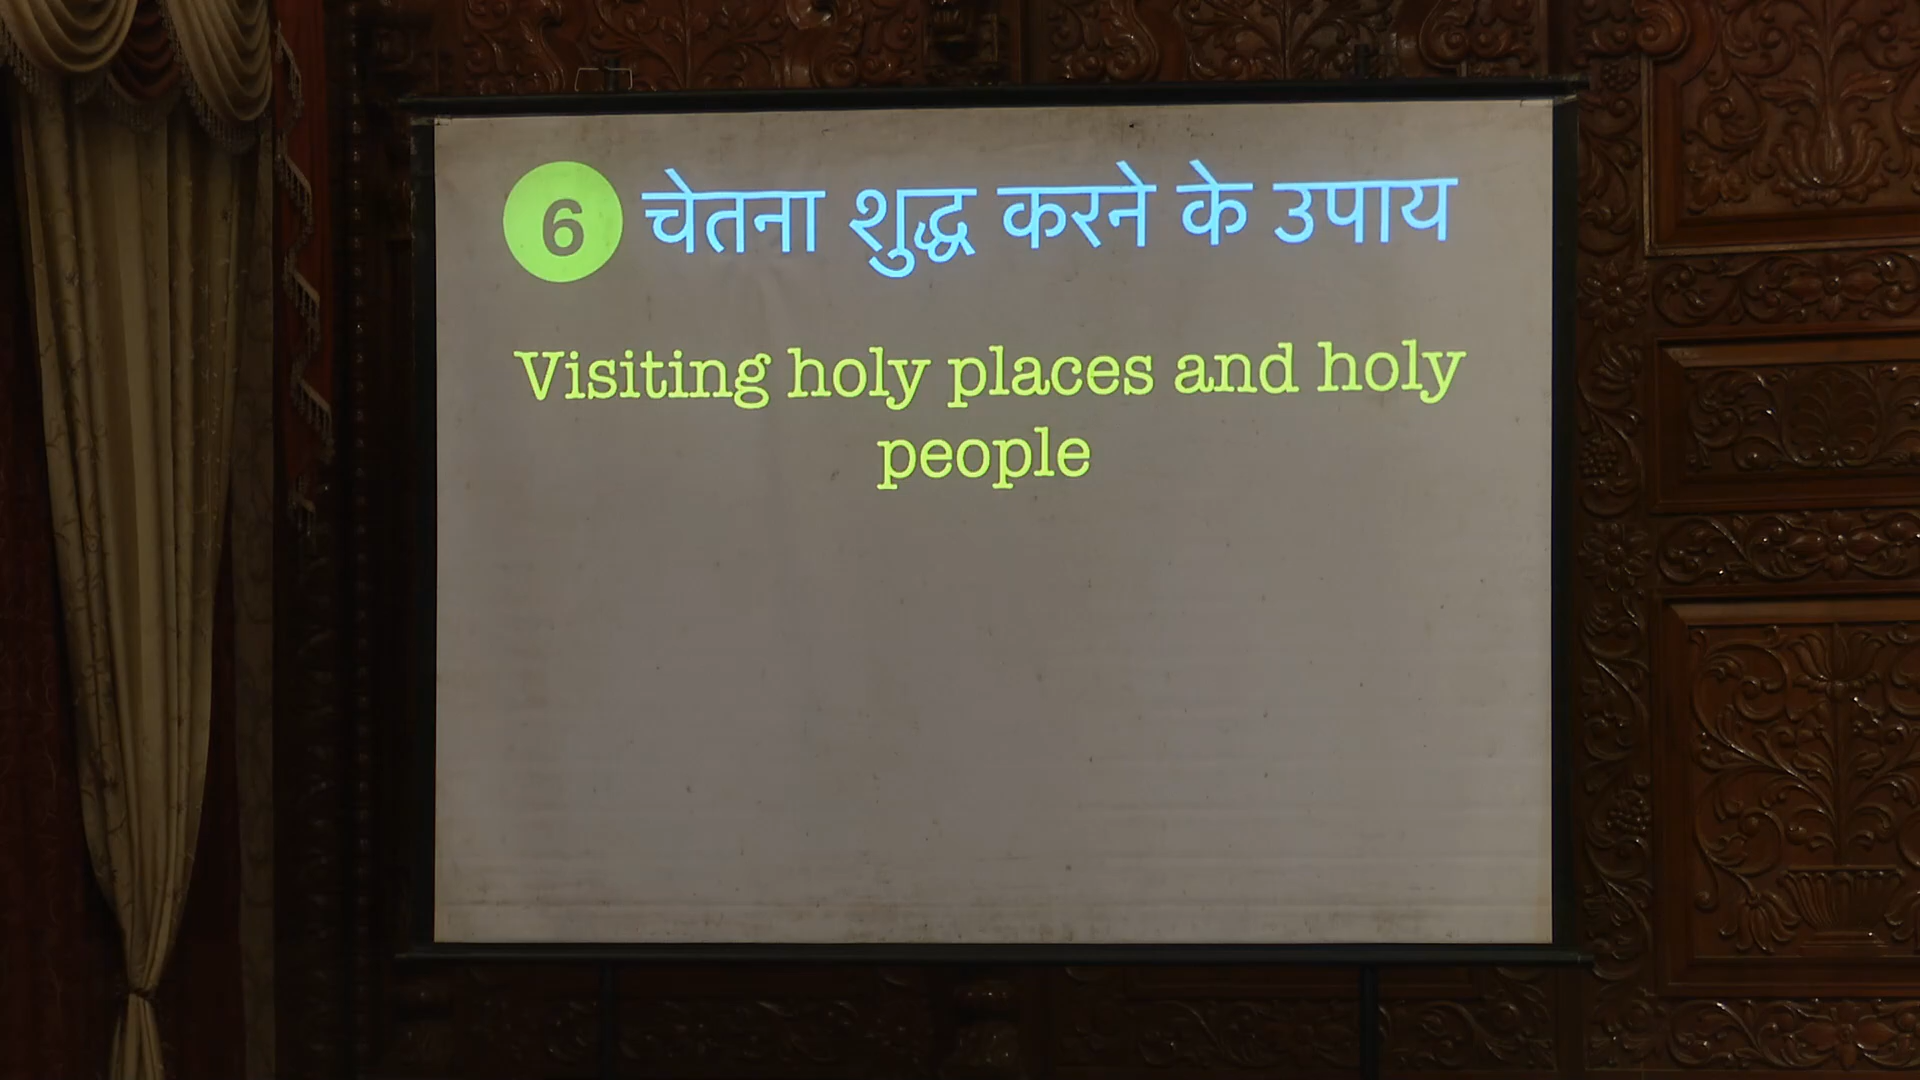 6 चेतना शुद्ध करने के उपाय
Visiting holy places and holy
people